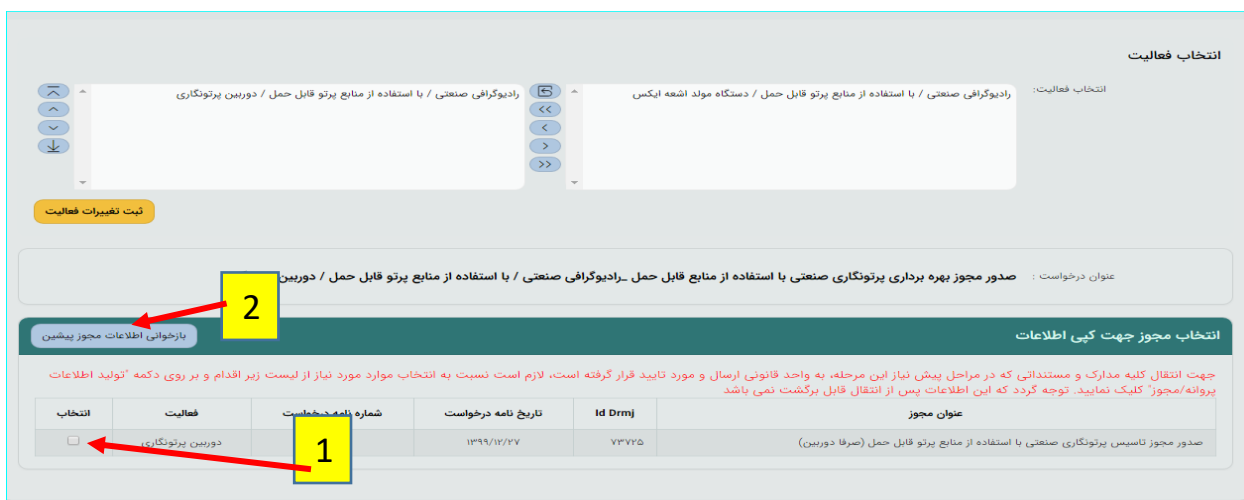 انتخاب فعالیت
انتخاب فعالیت:
رادیوگرافی صنعتی / با استفاده از منابع پرتو قابل حمل / دستگاه مولد اشعه ایکس
رادیوگرافی صنعتی / با استفاده از منابع پرتو قابل حمل / دوربین پرتونگاری
ثبت تغییرات فعالیت
عنوان درخواست : صدور مجوز بهره برداری پرتونگاری صنعتی با استفاده از منابع قابل حمل _رادیوگرافی صنعتی / با استفاده از منابع پرتو قابل حمل / دوربین
2
انتخاب مجوز جهت کپی اطلاعات
بازخوانی اطلاعات مجوز پیشین
جهت انتقال کلیه مدارک و مستنداتی که در مراحل پیش نیاز این مرحله، به واحد قانونی ارسال و مورد تایید قرار گرفته است، لازم است نسبت به انتخاب موارد مورد نیاز از لیست زیر اقدام و بر روی دکمه "تولید اطلاعات
پروانه/مجوز" کلیک نمایید. توجه گردد که این اطلاعات پس از انتقال قابل برگشت نمی باشد
عنوان مجوز Id Drmj تاریخ نامه درخواست شماره نامه درخواست فعالیت انتخاب
صدور مجوز تاسیس پرتونگاری صنعتی با استفاده از منابع پرتو قابل حمل (صرفا دوربین) ۷۳۷۲۵ ۱۳۹۹/۱۲/۲۷ دوربین پرتونگاری
1